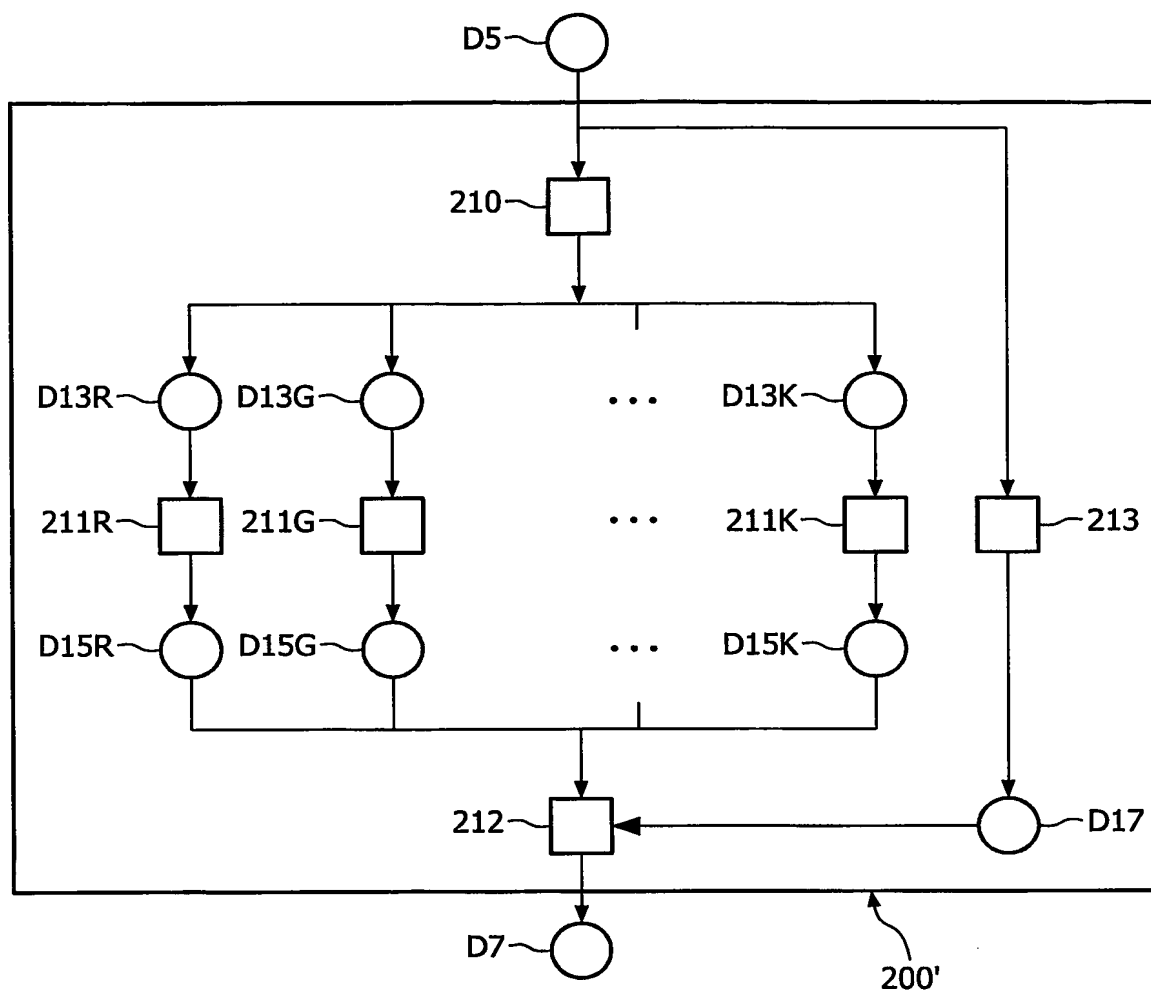 D5
210
D13R D13G ... D13K
211R 211G ... 211K 213
D15R D15G ... D15K
212 D17
D7 200'